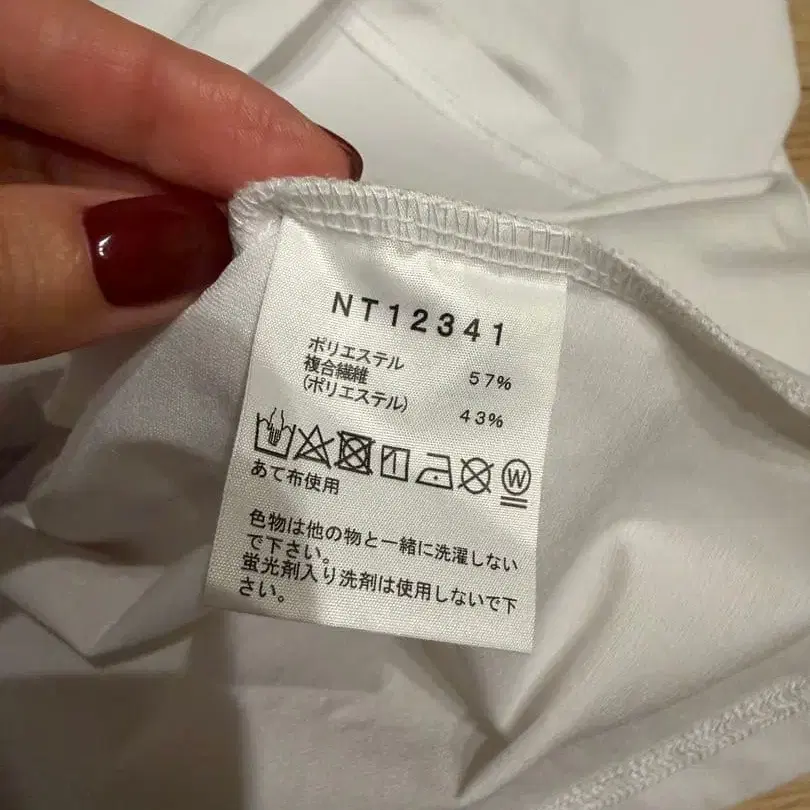 NT12341
ポリエステル 57%
複合繊維
(ポリエステル) 43%
W
あて布使用
色物は他の物と一緒に洗濯しない
で下さい。
蛍光剤入り洗剤は使用しないで下
さい。